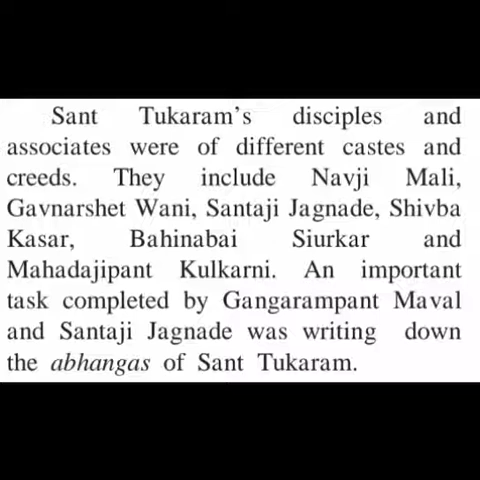 Sant Tukaram's disciples and
associates were of different castes and
creeds. They include Navji Mali,
Gavnarshet Wani, Santaji Jagnade, Shivba
Kasar, Bahinabai Siurkar and
Mahadajipant Kulkarni. An important
task completed by Gangarampant Maval
and Santaji Jagnade was writing down
the abhangas of Sant Tukaram.